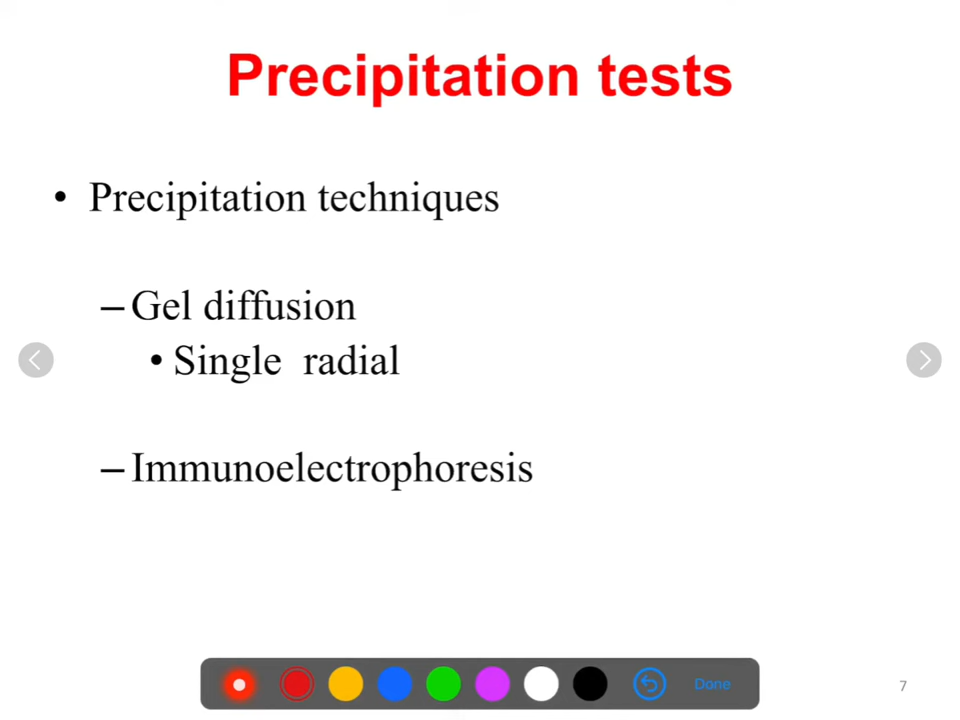 Precipitation tests
• Precipitation techniques
– Gel diffusion
• Single radial
– Immunoelectrophoresis
Done
7